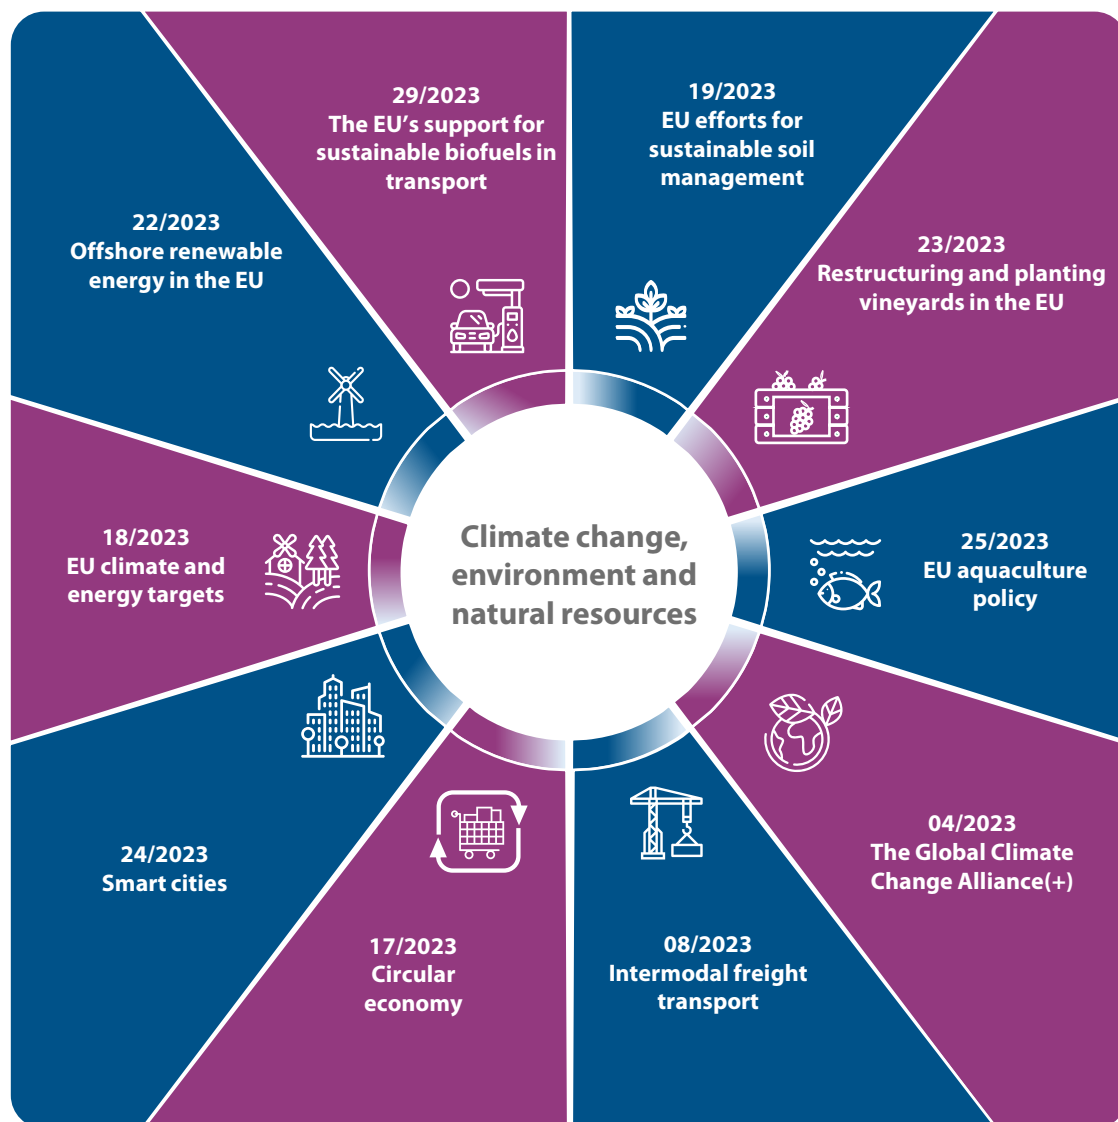 29/2023
The EU’s support for
sustainable biofuels in
transport
19/2023
EU efforts for
sustainable soil
management
22/2023
Offshore renewable
energy in the EU
23/2023
Restructuring and planting
vineyards in the EU
18/2023
EU climate and
energy targets
Climate change,
environment and
natural resources
25/2023
EU aquaculture
policy
24/2023
Smart cities
04/2023
The Global Climate
Change Alliance(+)
17/2023
Circular
economy
08/2023
Intermodal freight
transport